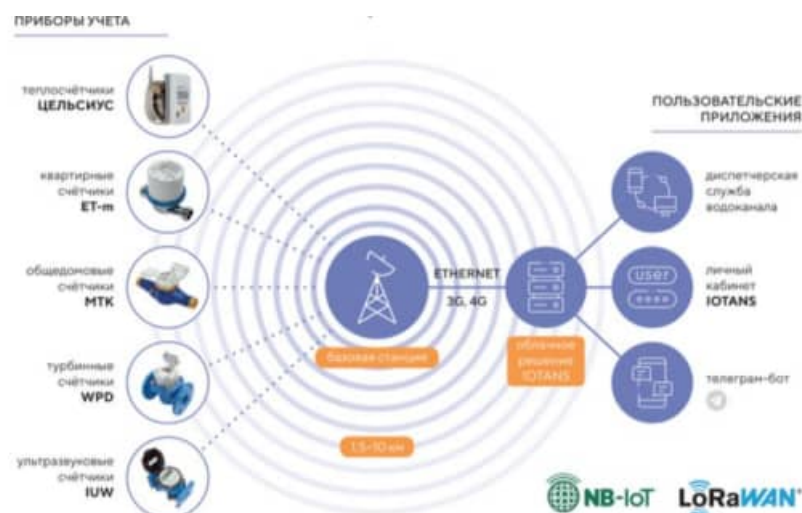 ПРИБОРЫ УЧЕТА
теплосчётчики
ЦЕЛЬСИУС
квартирные
счётчики
ET-m
общедомовые
счётчики
МТК
турбинные
счётчики
WPD
ультразвуковые
счётчики
IUW
базовая станция
1,5-10 км
ETHERNET
3G, 4G
облачное
решение
IOTANS
ПОЛЬЗОВАТЕЛЬСКИЕ
ПРИЛОЖЕНИЯ
диспетчерская
служба
водоканала
user
личный
кабинет
IOTANS
телеграм-бот
NB-IoT
LoRaWAN